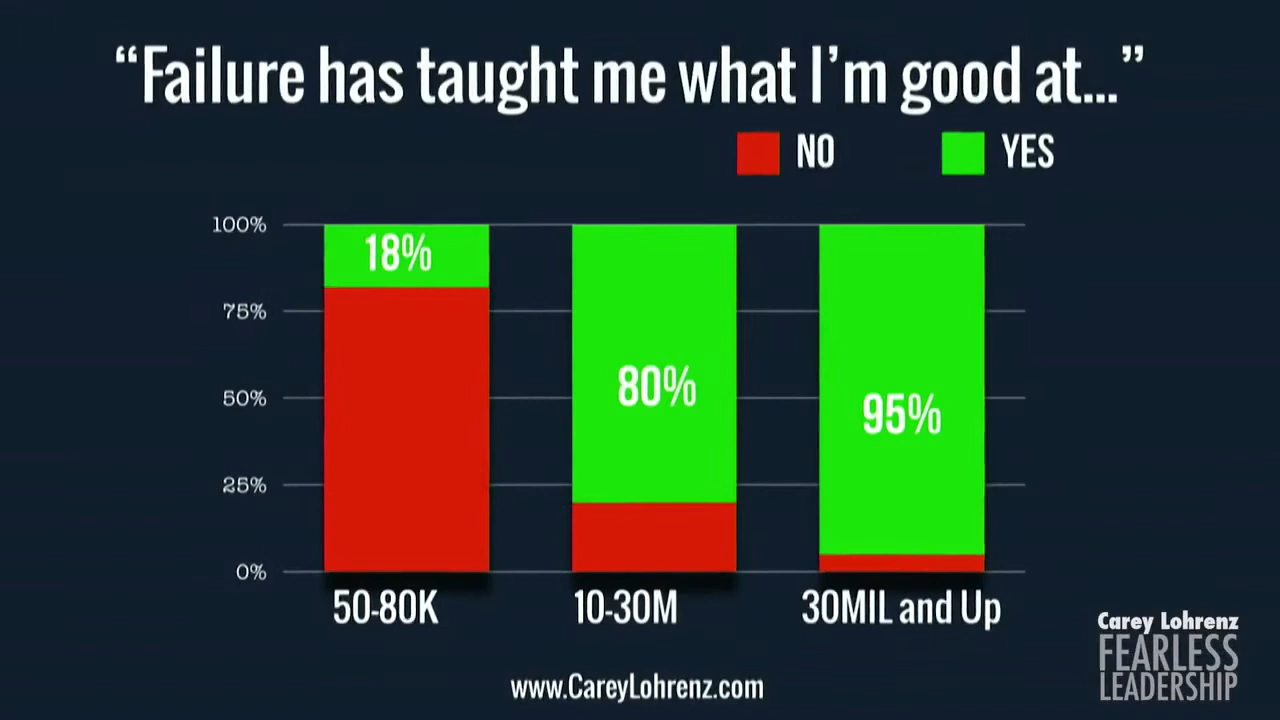 “Failure has taught me what I’m good at...”
NO YES
100%
18%
75%
80%
50%
95%
25%
0%
50-80K 10-30M 30MIL and Up
Carey Lohrenz
FEARLESS
LEADERSHIP
www.CareyLohrenz.com